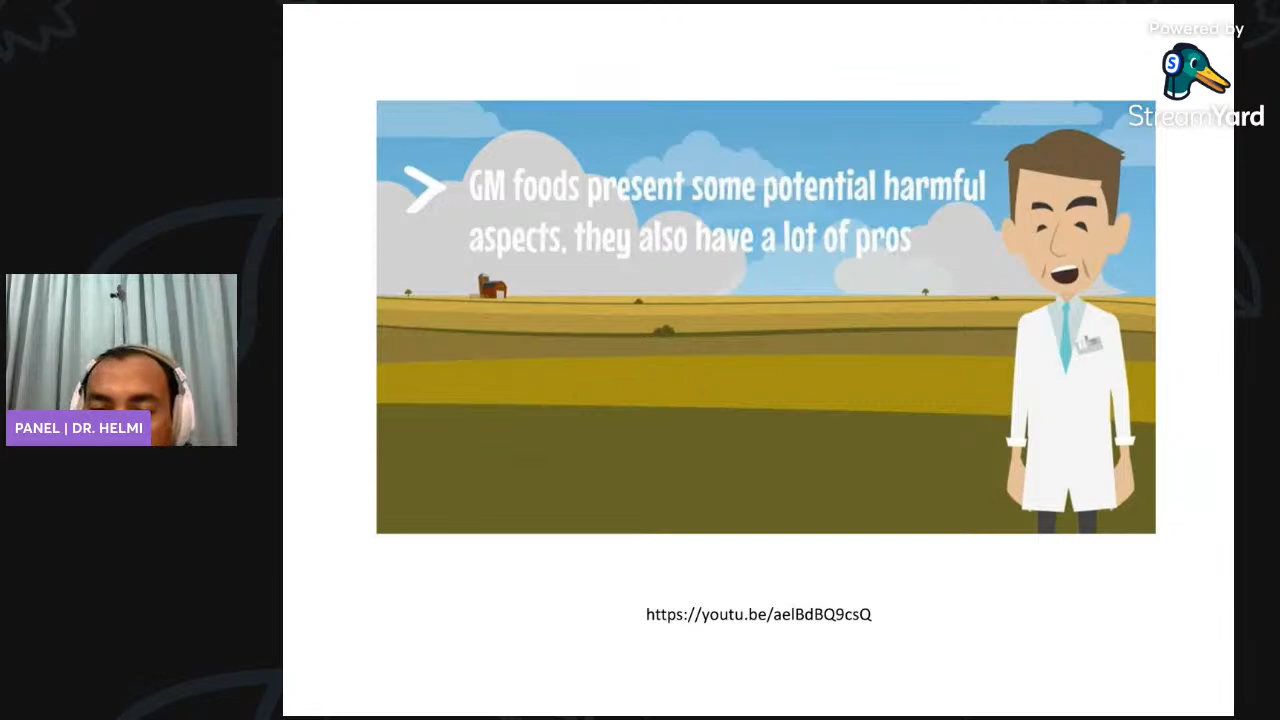 Powered by
StreamYard
GM foods present some potential harmful
aspects, they also have a lot of pros
PANEL | DR. HELMI
https://youtu.be/aelBdBQ9csQ